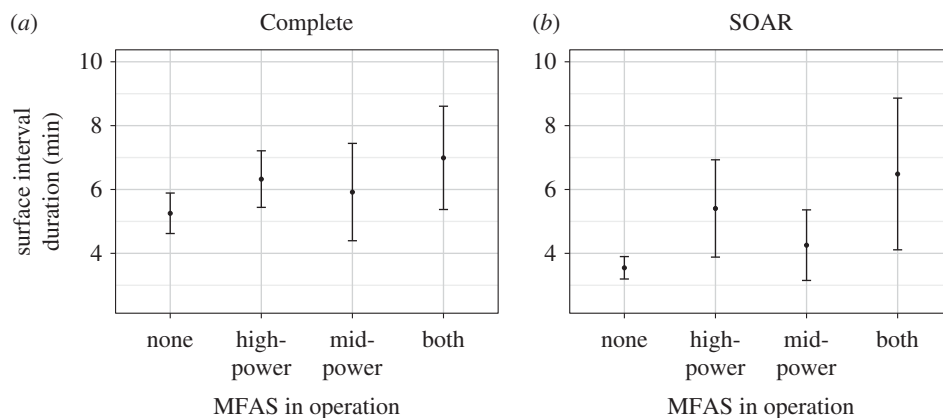 (a) Complete
(b) SOAR
surface interval
duration (min)
10
8
6
4
10
8
6
4
none high- mid- both
power power
none high- mid- both
power power
MFAS in operation
MFAS in operation